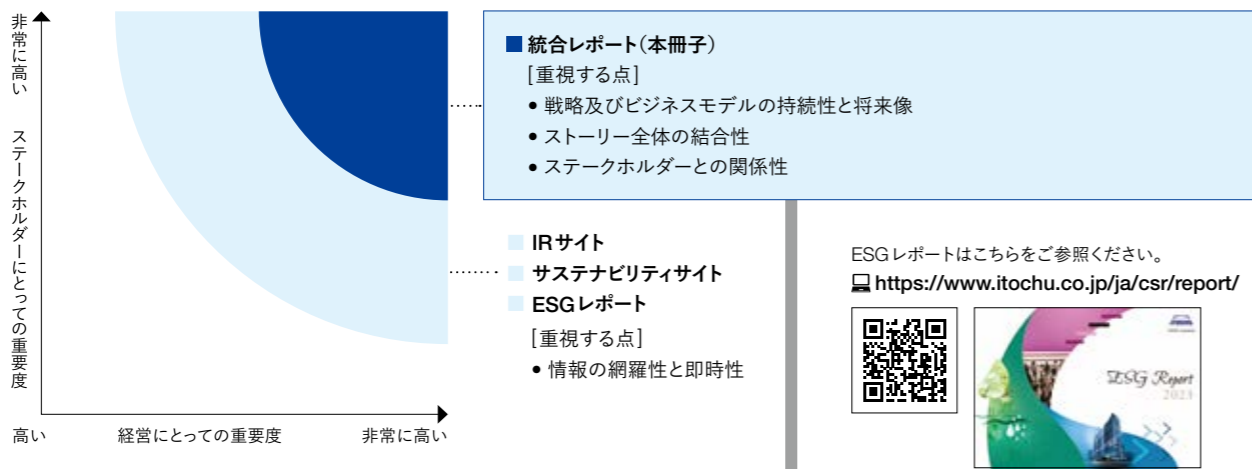 非常に高い
ステークホルダーにとっての重要度
高い
経営にとっての重要度
非常に高い
統合レポート（本冊子）
[重視する点]
• 戦略及びビジネスモデルの持続性と将来像
• ストーリー全体の結合性
• ステークホルダーとの関係性
IRサイト
サステナビリティサイト
ESGレポート
[重視する点]
• 情報の網羅性と即時性
ESGレポートはこちらをご参照ください。
https://www.itochu.co.jp/ja/csr/report/
ESG Report
2023